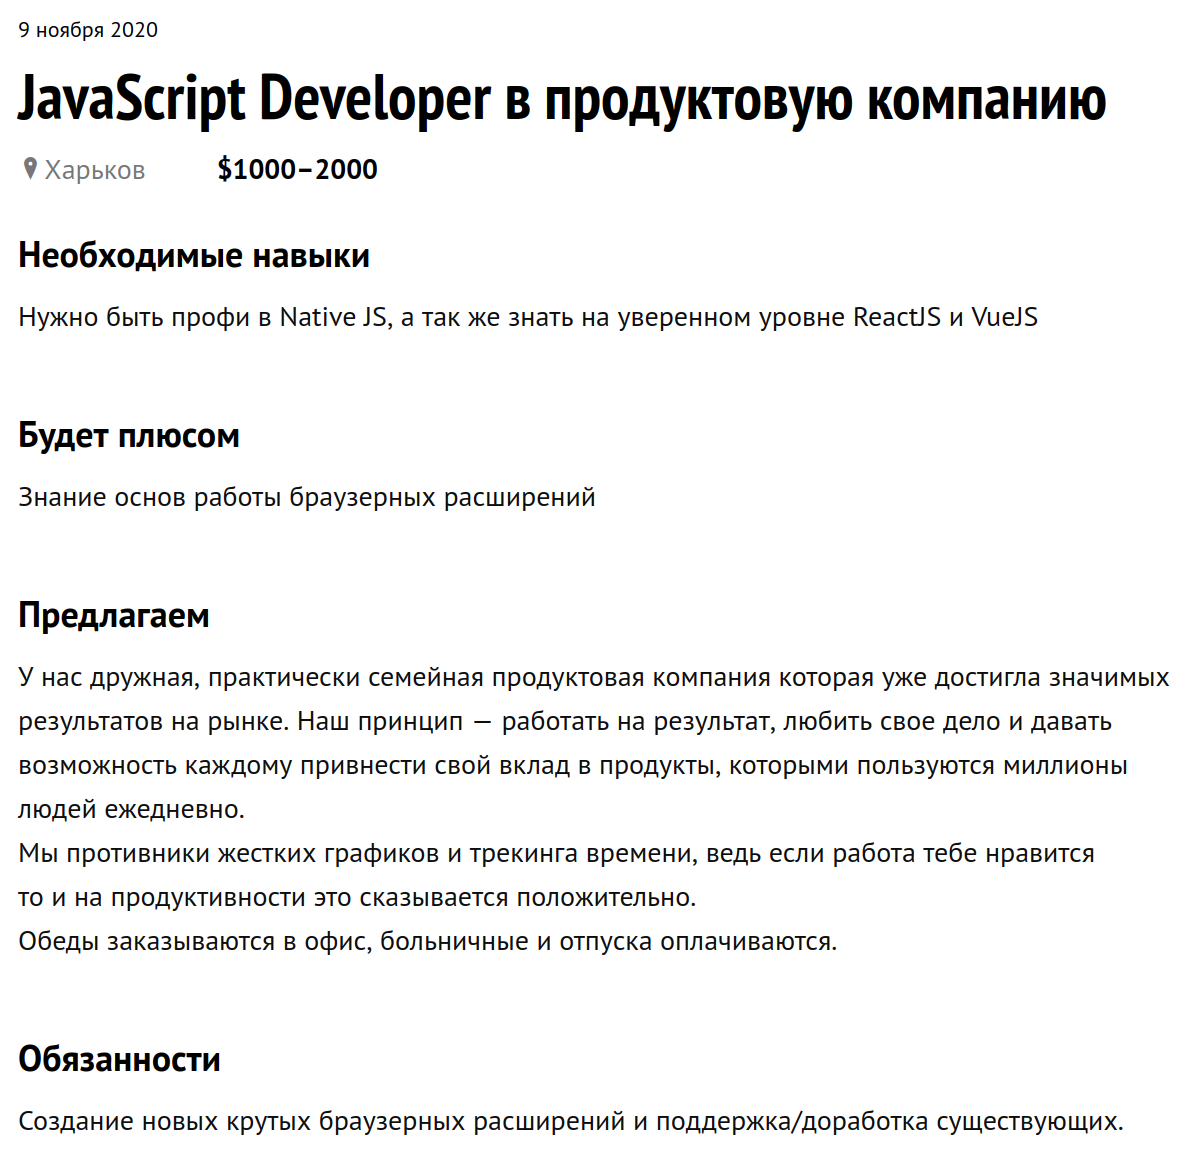 9 ноября 2020
JavaScript Developer в продуктовую компанию
Харьков $1000–2000
Необходимые навыки
Нужно быть профи в Native JS, а так же знать на уверенном уровне ReactJS и VueJS
Будет плюсом
Знание основ работы браузерных расширений
Предлагаем
У нас дружная, практически семейная продуктовая компания которая уже достигла значимых
результатов на рынке. Наш принцип — работать на результат, любить свое дело и давать
возможность каждому привнести свой вклад в продукты, которыми пользуются миллионы
людей ежедневно.
Мы противники жестких графиков и трекинга времени, ведь если работа тебе нравится
то и на продуктивности это сказывается положительно.
Обеды заказываются в офис, больничные и отпуска оплачиваются.
Обязанности
Создание новых крутых браузерных расширений и поддержка/доработка существующих.